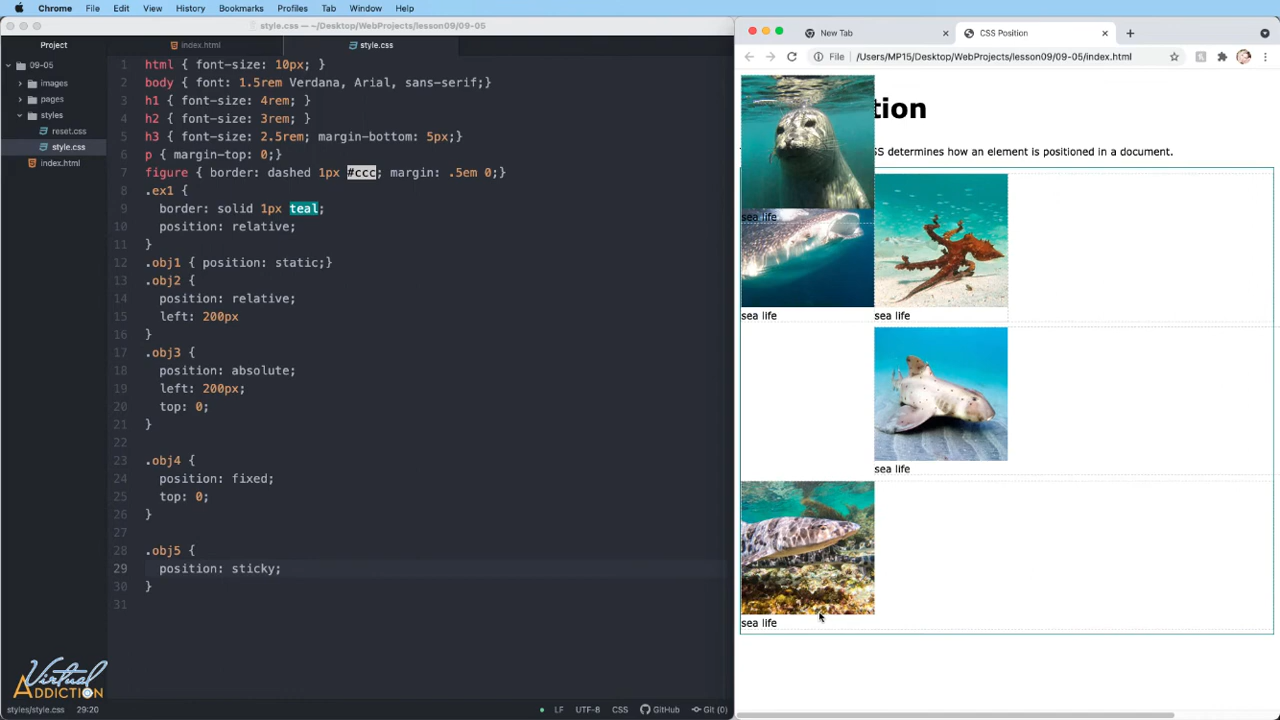 Chrome File Edit View History Bookmarks Profiles Tab Window Help
style.css — ~/Desktop/WebProjects/lesson09/09-05
Project
index.html
style.css
09-05
images
pages
styles
reset.css
style.css
index.html
1 html { font-size: 10px; }
2 body { font: 1.5rem Verdana, Arial, sans-serif;}
3 h1 { font-size: 4rem; }
4 h2 { font-size: 3rem; }
5 h3 { font-size: 2.5rem; margin-bottom: 5px;}
6 p { margin-top: 0;}
7 figure { border: dashed 1px #ccc; margin: .5em 0;}
8 .ex1 {
9 border: solid 1px teal;
10 position: relative;
11 }
12 .obj1 { position: static;}
13 .obj2 {
14 position: relative;
15 left: 200px
16 }
17 .obj3 {
18 position: absolute;
19 left: 200px;
20 top: 0;
21 }
22
23 .obj4 {
24 position: fixed;
25 top: 0;
26 }
27
28 .obj5 {
29 position: sticky;
30 }
31
Virtual
ADDICTION
styles/style.css 29:20
LF UTF-8 CSS GitHub Git (0)
New Tab
CSS Position
File /Users/MP15/Desktop/WebProjects/lesson09/09-05/index.html
tion
SS determines how an element is positioned in a document.
sea life
sea life
sea life
sea life
sea life